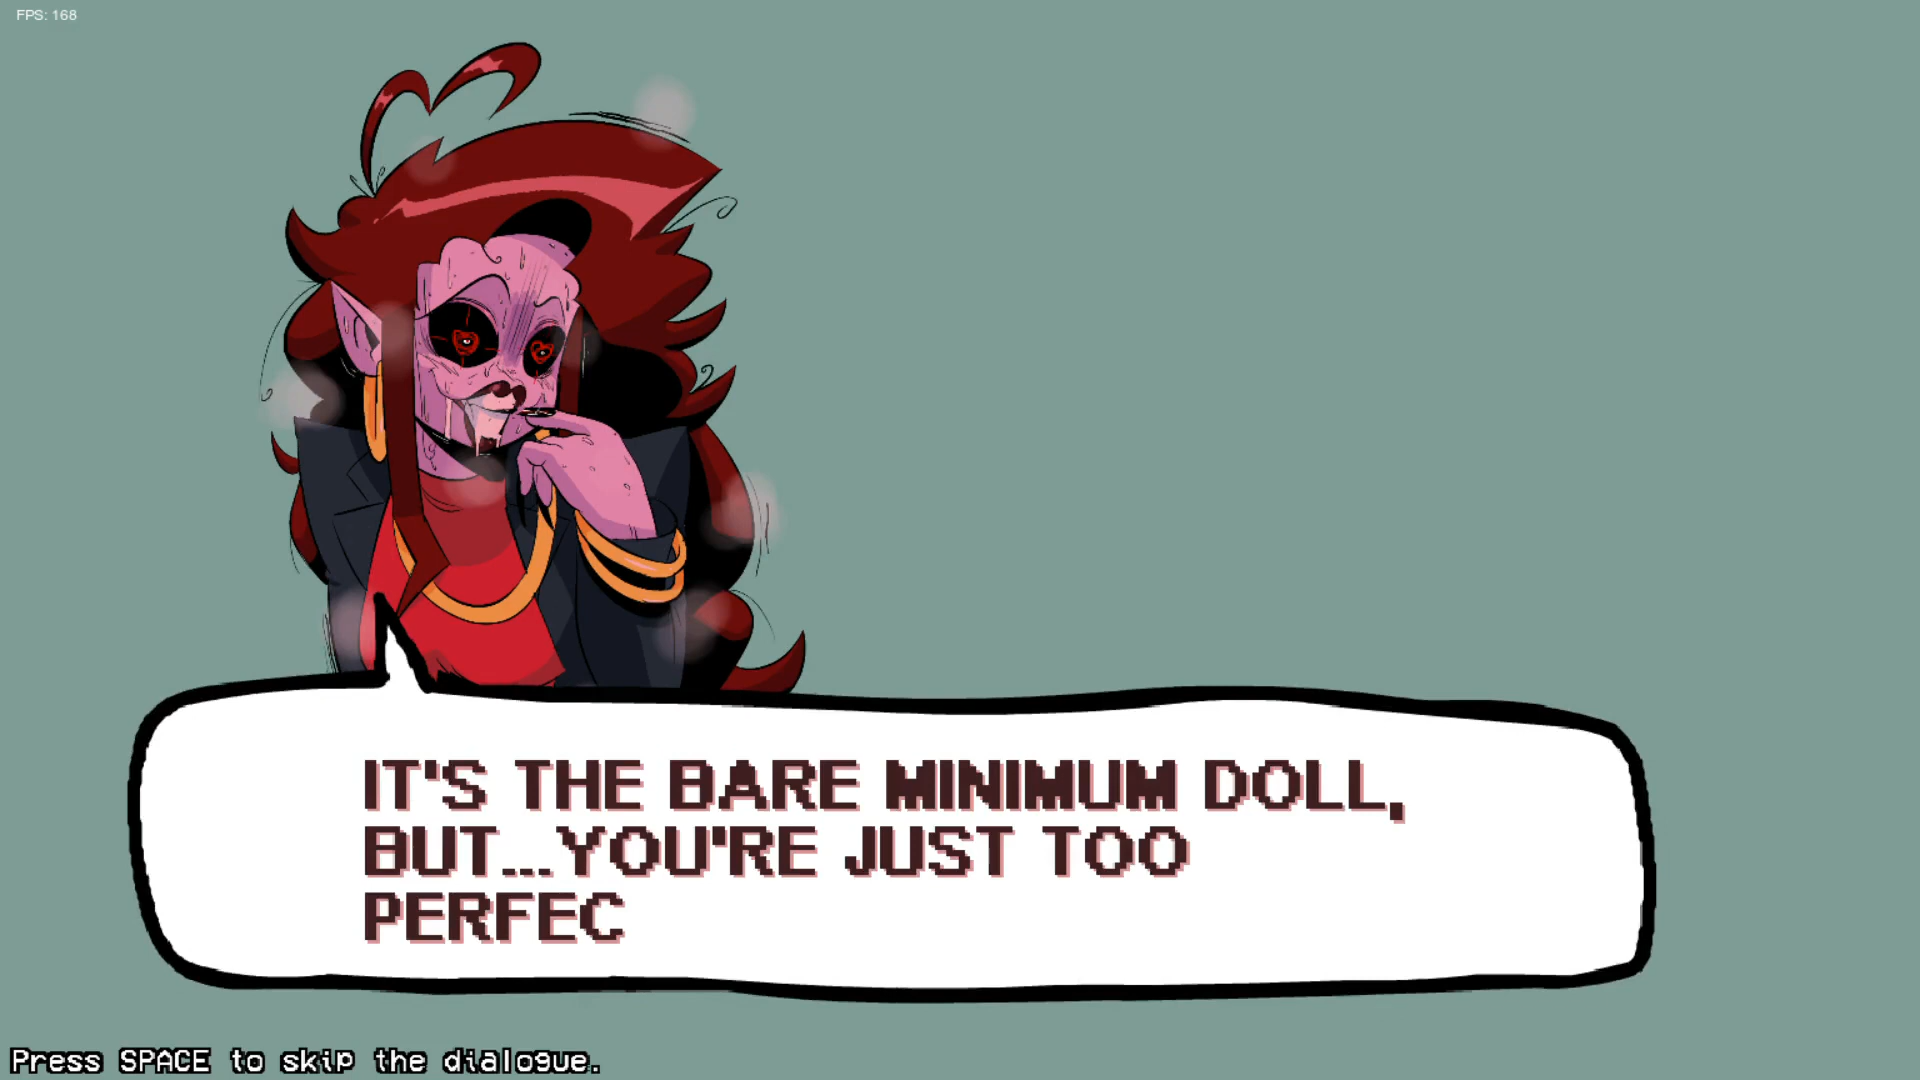 FPS: 168
IT'S THE BARE MINIMUM DOLL,
BUT...YOU'RE JUST TOO
PERFEC
Press SPACE to skip the dialogue.